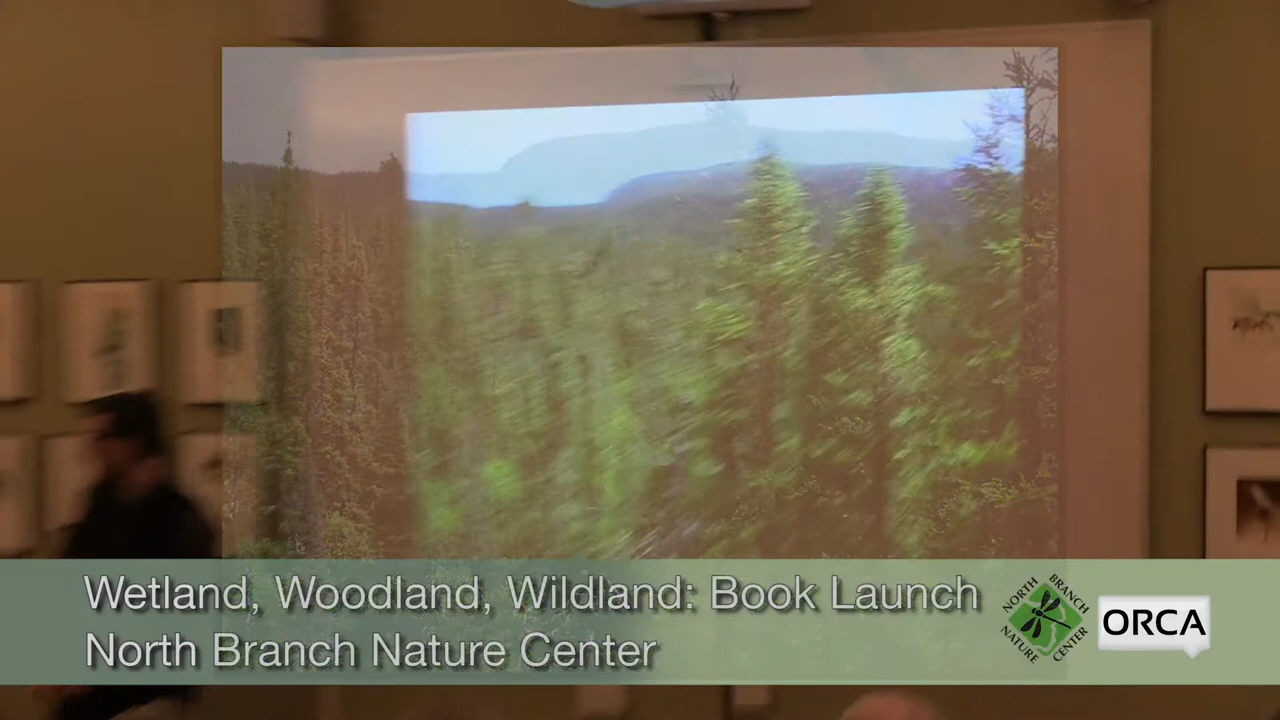 Wetland, Woodland, Wildland: Book Launch
North Branch Nature Center
NORTH BRANCH
NATURE CENTER
ORCA